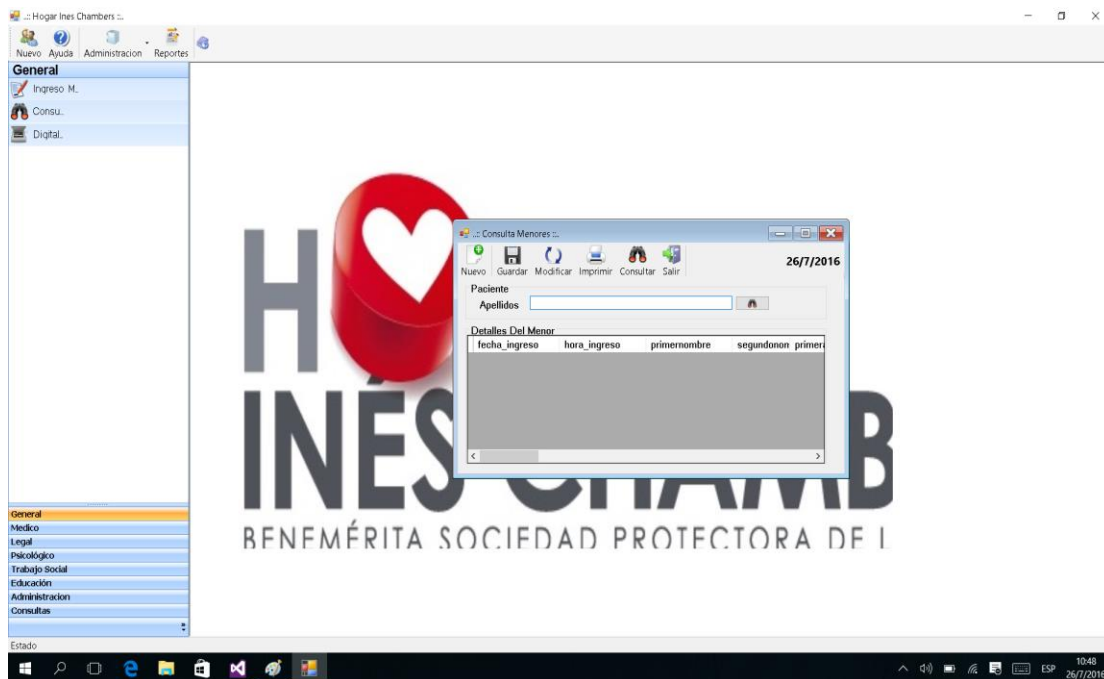 ..:: Hogar Ines Chambers ::..
Nuevo Ayuda Administracion Reportes
General
Ingreso M..
Consu..
Digital..
H
INÉS CHAMB
BENEMÉRITA SOCIEDAD PROTECTORA DE L
..:: Consulta Menores ::..
Nuevo Guardar Modificar Imprimir Consultar Salir
26/7/2016
Paciente
Apellidos
Detalles Del Menor
fecha_ingreso hora_ingreso primernombre segundonon primera
General
Medico
Legal
Psicológico
Trabajo Social
Educación
Administracion
Consultas
Estado
ESP
10:48
26/7/2016